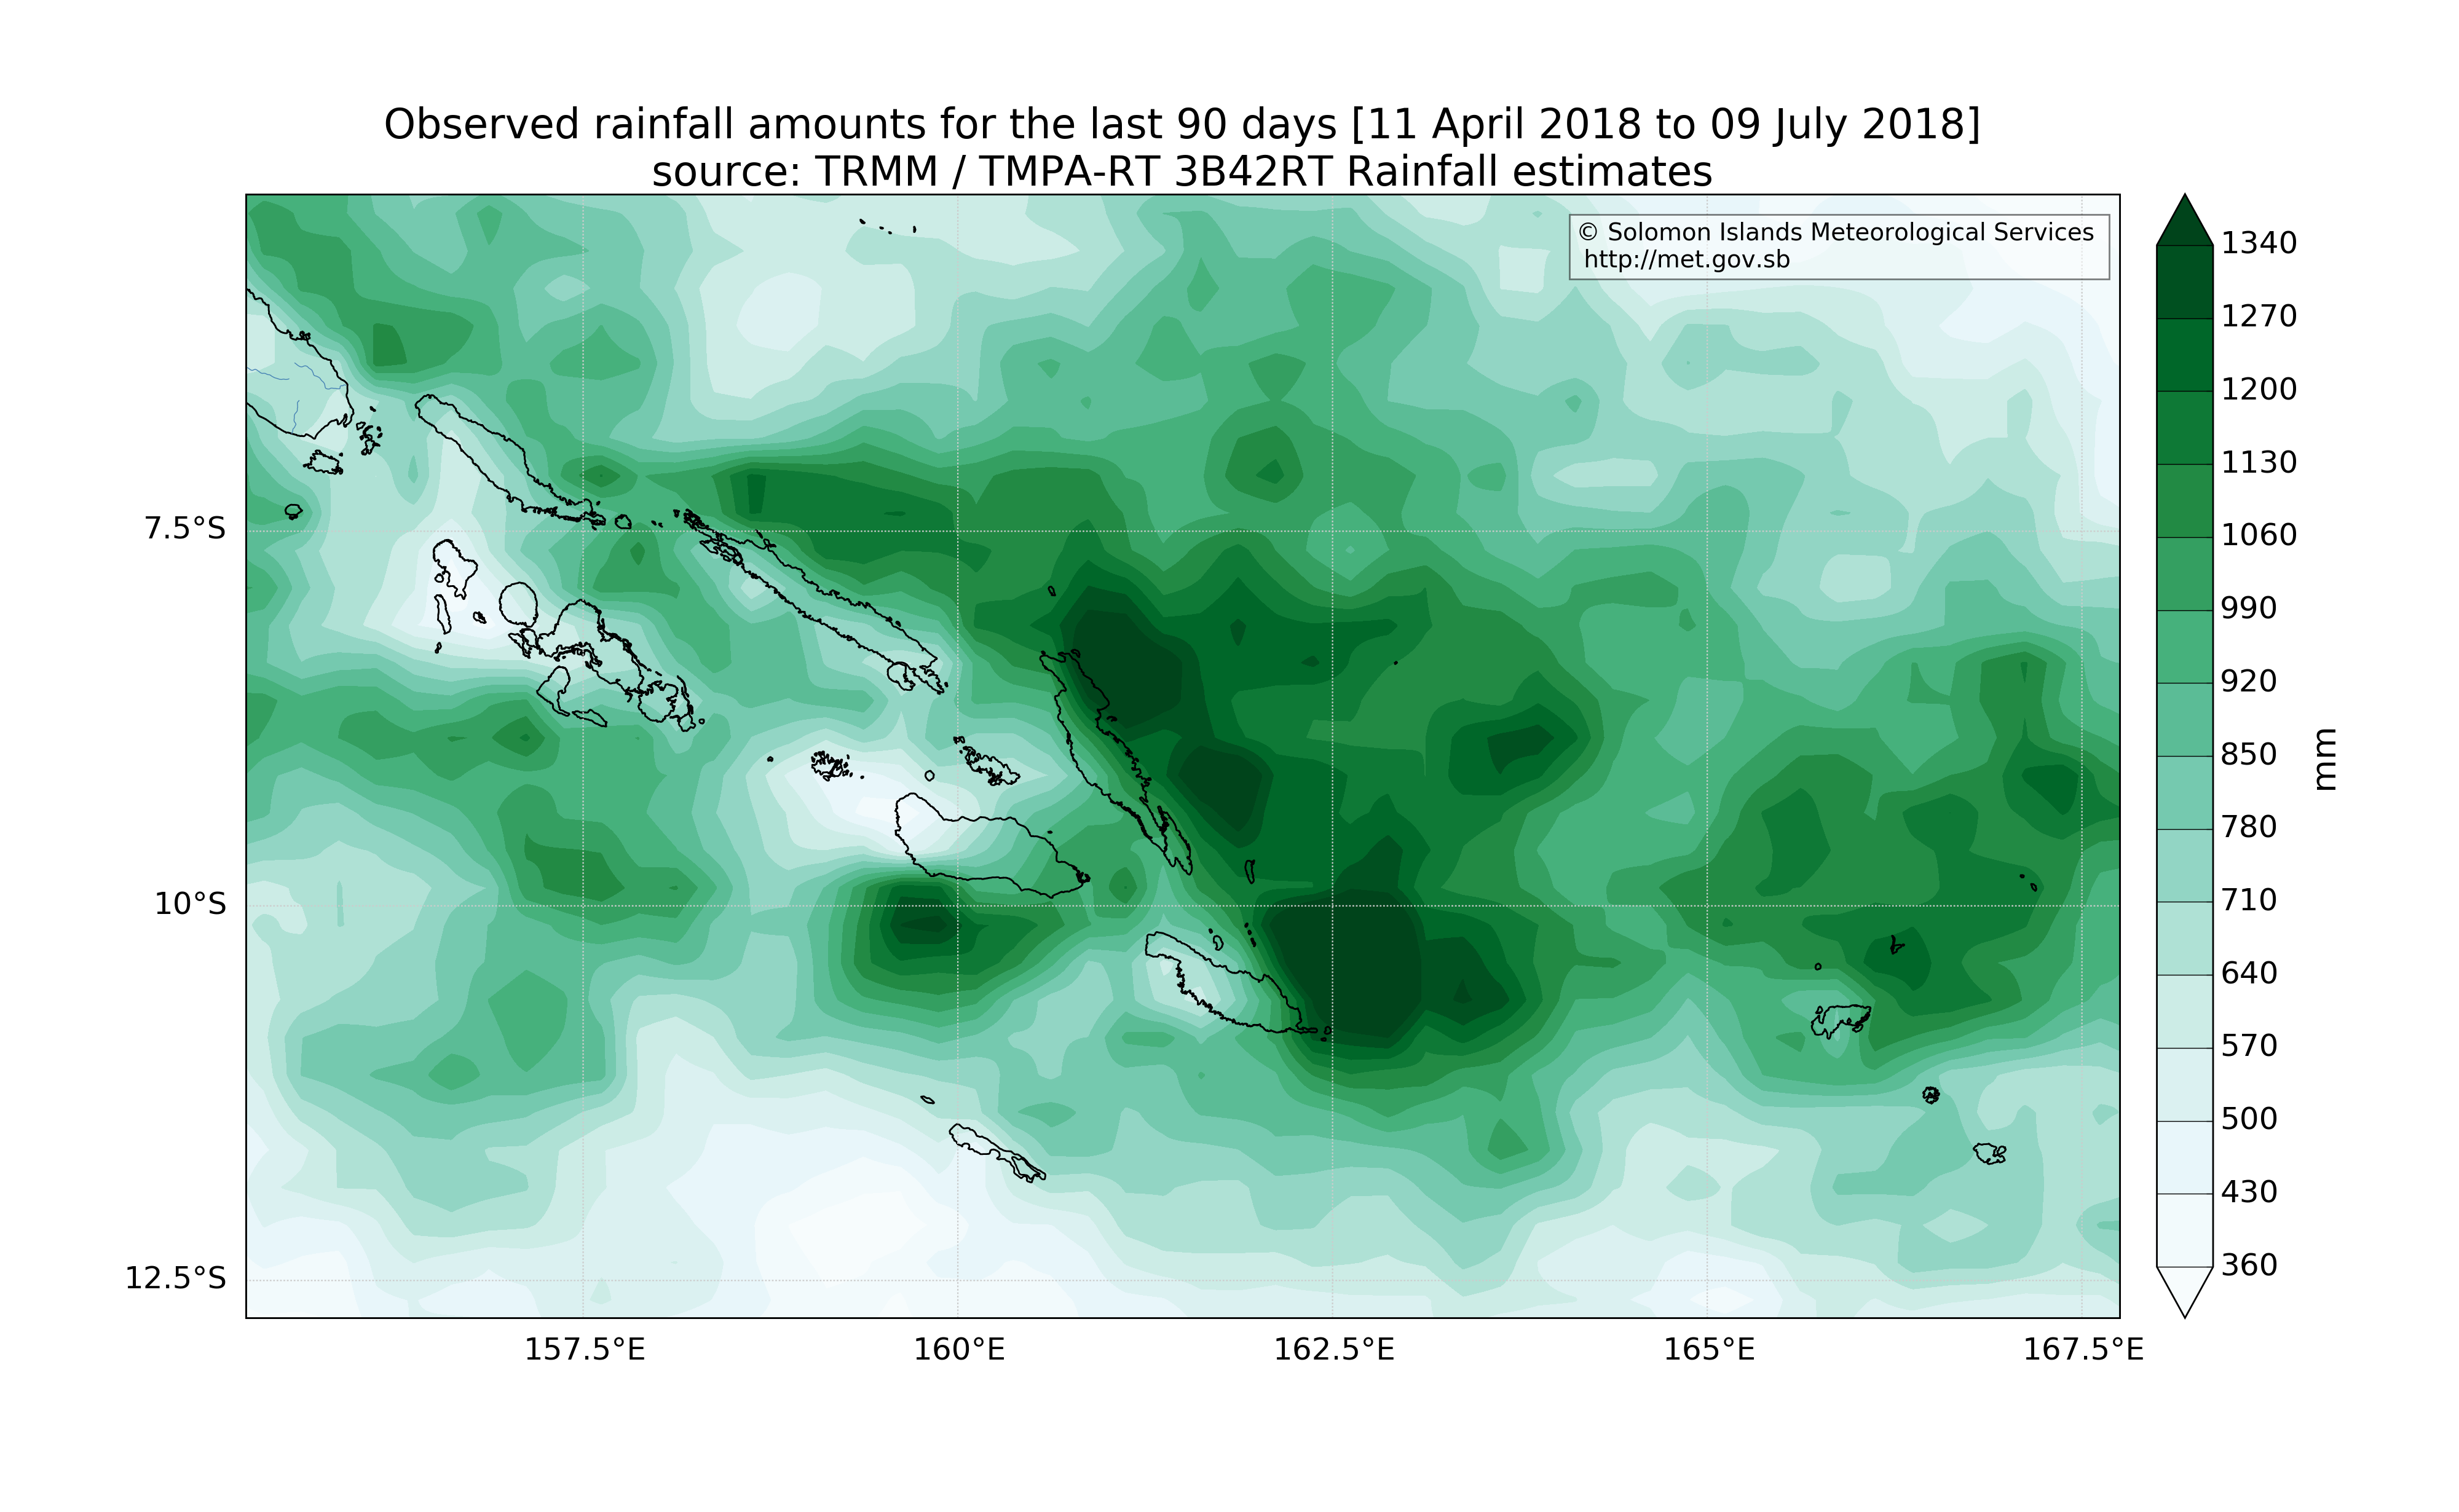 Observed rainfall amounts for the last 90 days [11 April 2018 to 09 July 2018]
source: TRMM / TMPA-RT 3B42RT Rainfall estimates
© Solomon Islands Meteorological Services
http://met.gov.sb
7.5°S
10°S
12.5°S
157.5°E
160°E
162.5°E
165°E
167.5°E
1340
1270
1200
1130
1060
990
920
850
780
710
640
570
500
430
360
mm